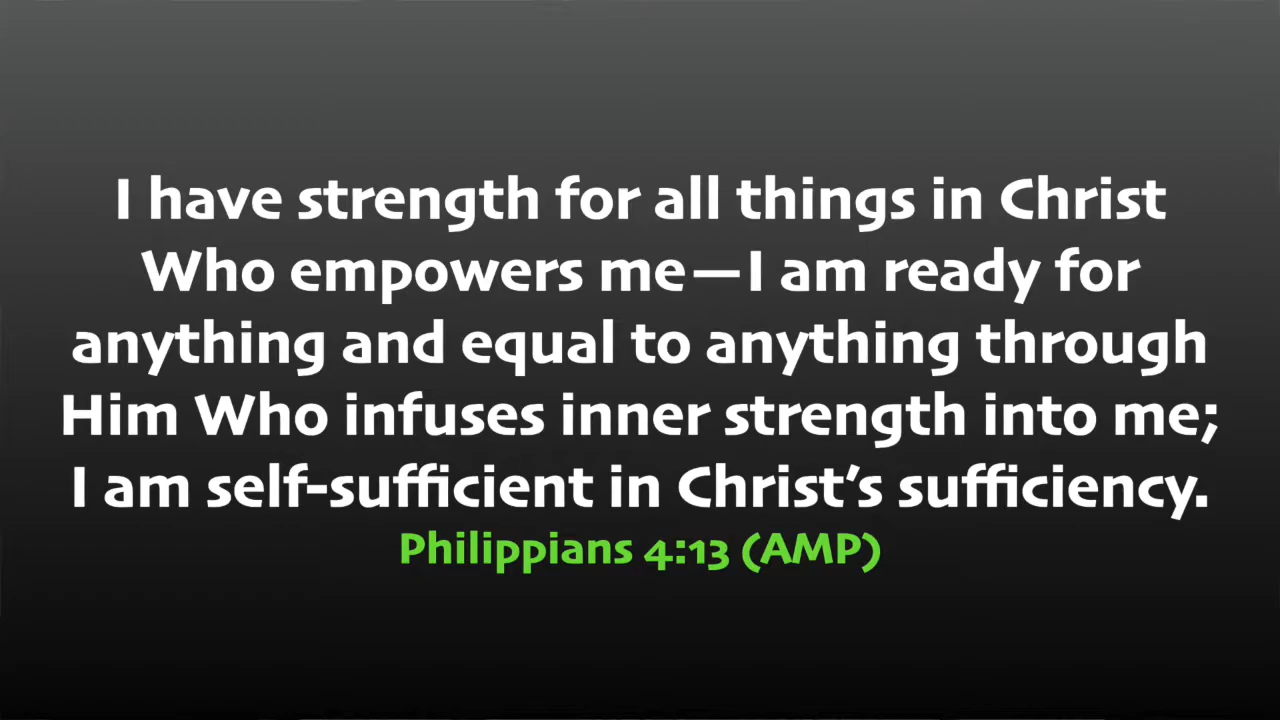 I have strength for all things in Christ
Who empowers me—I am ready for
anything and equal to anything through
Him Who infuses inner strength into me;
I am self-sufficient in Christ’s sufficiency.
Philippians 4:13 (AMP)